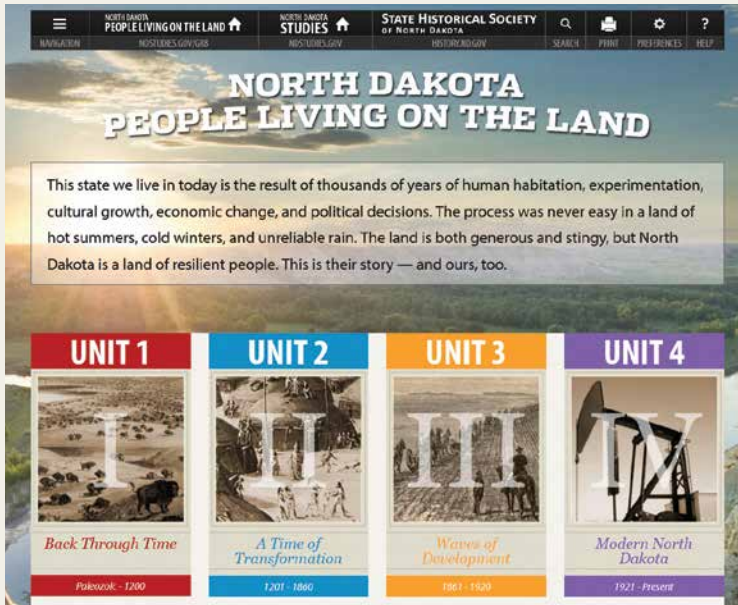 NORTH DAKOTA
PEOPLE LIVING ON THE LAND
NAVIGATION
NDSTUDIES.GOV/GR8
NORTH DAKOTA
STUDIES
NDSTUDIES.GOV
STATE HISTORICAL SOCIETY
OF NORTH DAKOTA
HISTORY.ND.GOV
SEARCH
PRINT
PREFERENCES
?
HELP
NORTH DAKOTA
PEOPLE LIVING ON THE LAND
This state we live in today is the result of thousands of years of human habitation, experimentation,
cultural growth, economic change, and political decisions. The process was never easy in a land of
hot summers, cold winters, and unreliable rain. The land is both generous and stingy, but North
Dakota is a land of resilient people. This is their story — and ours, too.
UNIT 1
I
Back Through Time
Paleozoic - 1200
UNIT 2
II
A Time of
Transformation
1201 - 1860
UNIT 3
III
Waves of
Development
1861 - 1920
UNIT 4
IV
Modern North
Dakota
1921 - Present